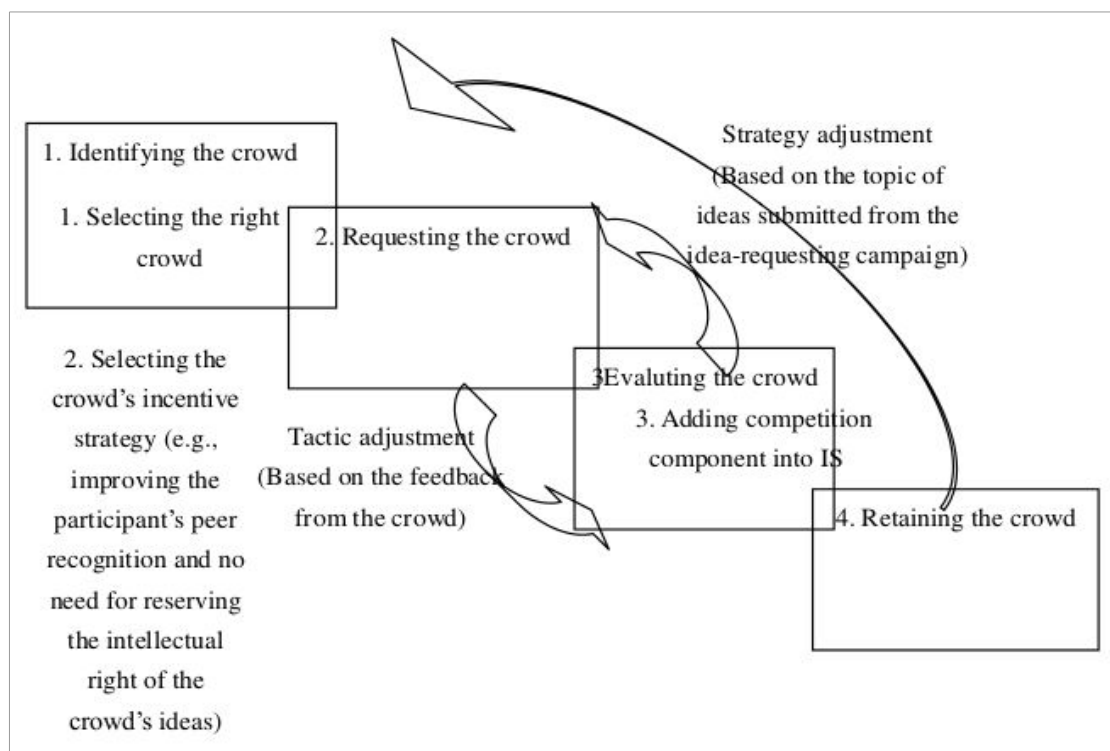 1. Identifying the crowd
1. Selecting the right
crowd
2. Selecting the
crowd’s incentive
strategy (e.g.,
improving the
participant’s peer
recognition and no
need for reserving
the intellectual
right of the
crowd’s ideas)
2. Requesting the crowd
Tactic adjustment
(Based on the feedback
from the crowd)
Strategy adjustment
(Based on the topic of
ideas submitted from the
idea-requesting campaign)
3Evaluting the crowd
3. Adding competition
component into IS
4. Retaining the crowd